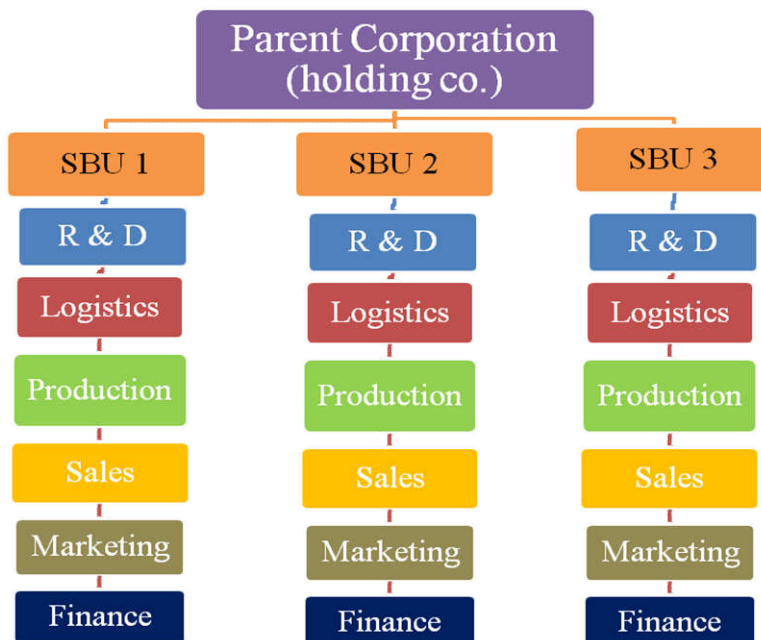 Parent Corporation
(holding co.)
SBU 1
SBU 2
SBU 3
R & D
R & D
R & D
Logistics
Logistics
Logistics
Production
Production
Production
Sales
Sales
Sales
Marketing
Marketing
Marketing
Finance
Finance
Finance